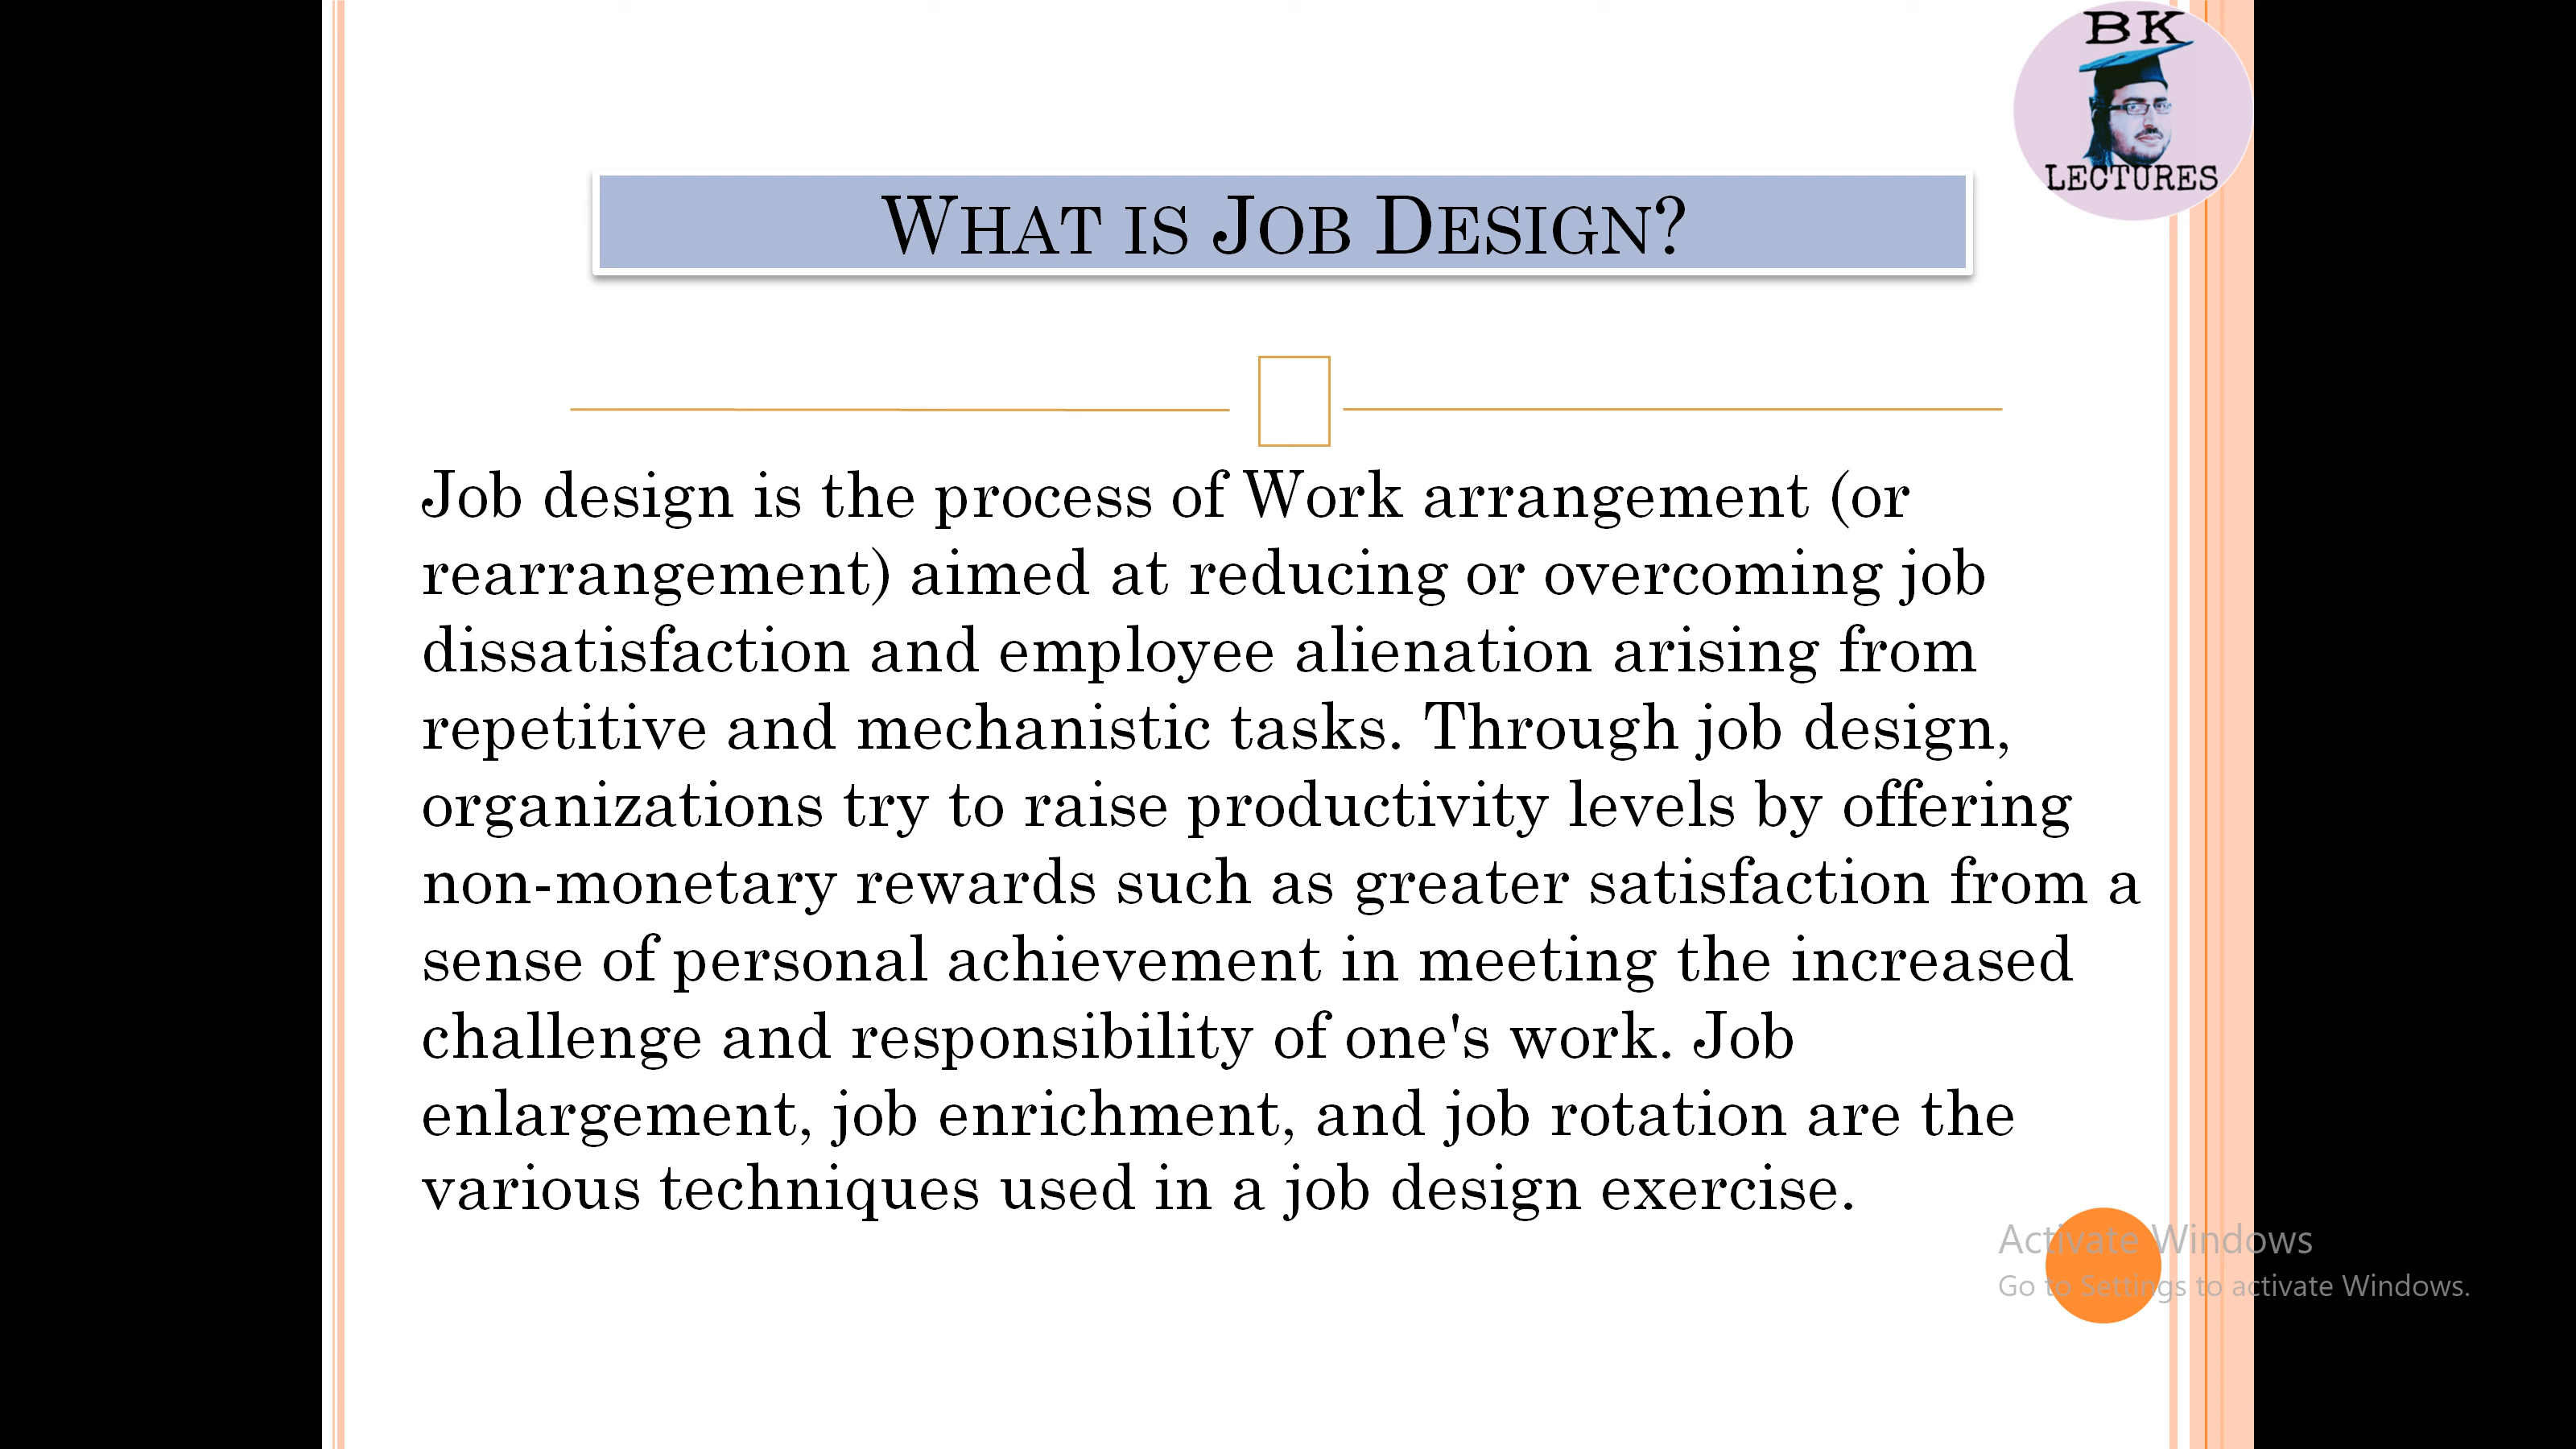 BK
LECTURES
WHAT IS JOB DESIGN?
Job design is the process of Work arrangement (or
rearrangement) aimed at reducing or overcoming job
dissatisfaction and employee alienation arising from
repetitive and mechanistic tasks. Through job design,
organizations try to raise productivity levels by offering
non-monetary rewards such as greater satisfaction from a
sense of personal achievement in meeting the increased
challenge and responsibility of one's work. Job
enlargement, job enrichment, and job rotation are the
various techniques used in a job design exercise.
Activate Windows
Go to Settings to activate Windows.